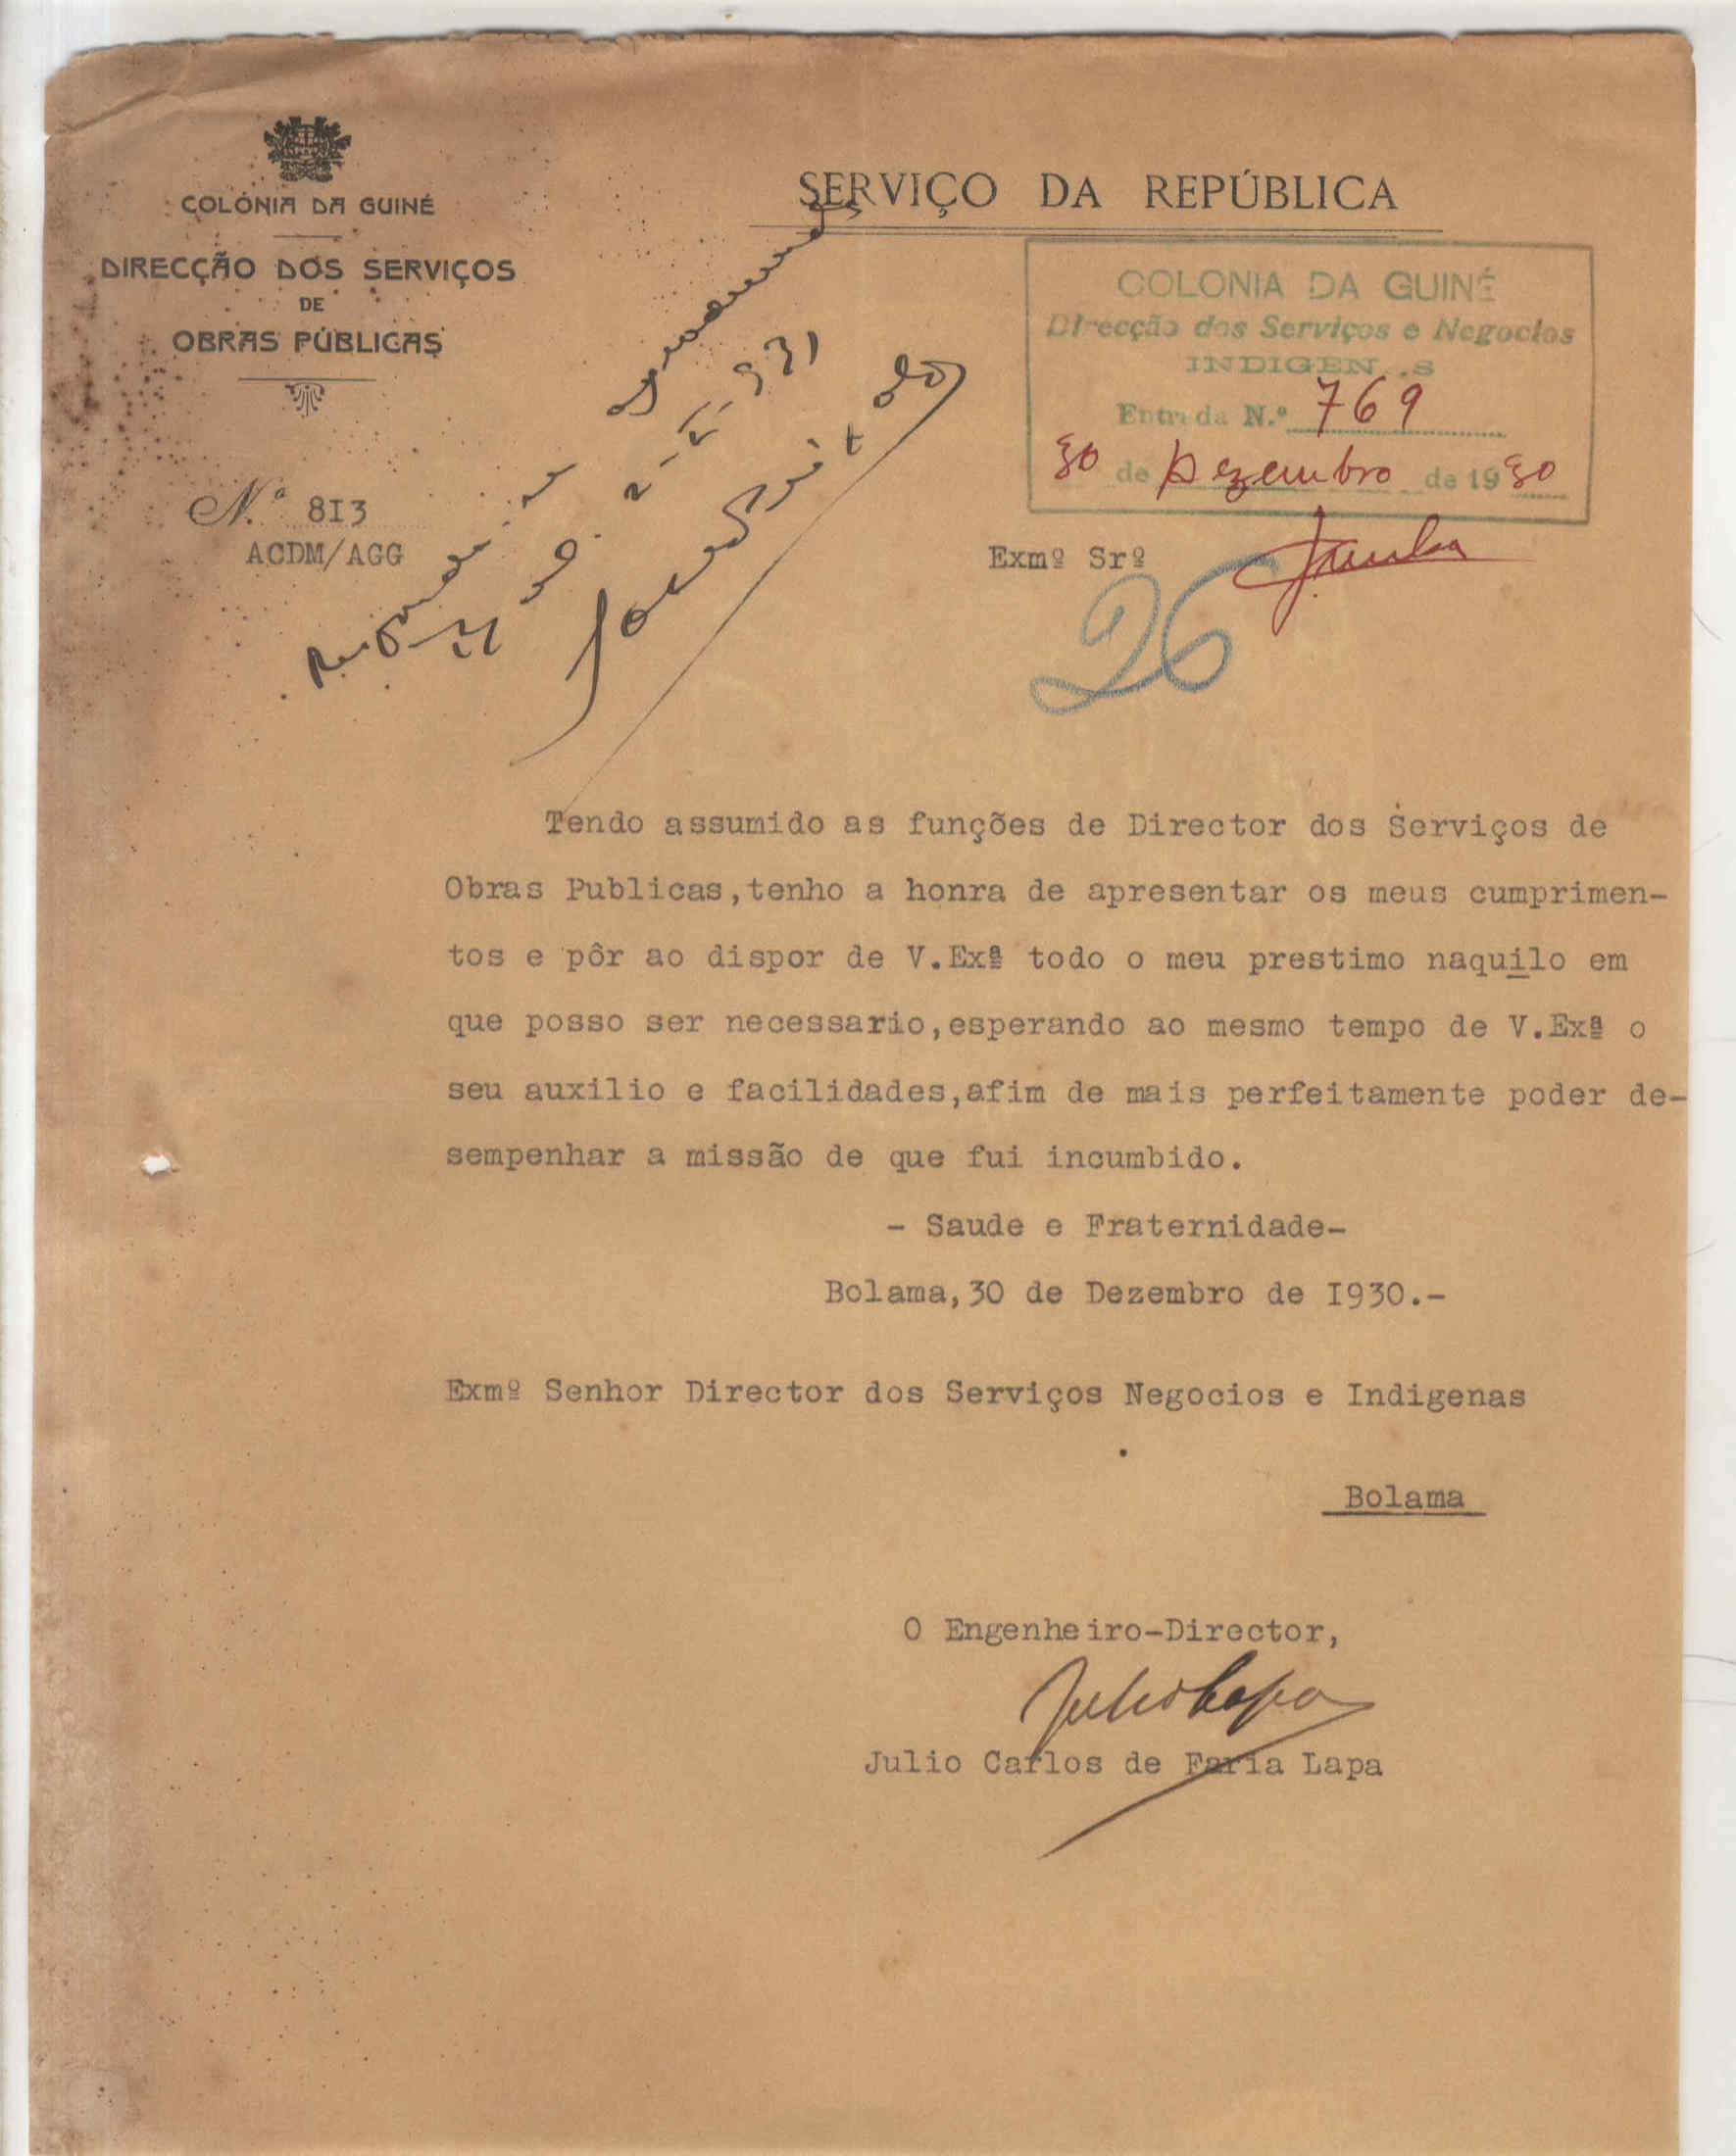 COLÓNIA DA GUINÉ
DIRECÇÃO DOS SERVIÇOS
DE
OBRAS PÚBLICAS
N.º 813
ACDM/AGG
SERVIÇO DA REPÚBLICA
COLONIA DA GUINÉ
Direcção dos Serviços e Negocios
INDIGEN..S
Entrada N.º 769
30 de Dezembro de 1930
Exmº Srº
26
Tendo assumido as funções de Director dos Serviços de
Obras Publicas,tenho a honra de apresentar os meus cumprimen-
tos e pôr ao dispor de V.Exª todo o meu prestimo naquilo em
que posso ser necessario,esperando ao mesmo tempo de V.Exª o
seu auxilio e facilidades,afim de mais perfeitamente poder de-
sempenhar a missão de que fui incumbido.
- Saude e Fraternidade-
Bolama,30 de Dezembro de I930.-
Exmº Senhor Director dos Serviços Negocios e Indigenas
Bolama
O Engenheiro-Director,
Julio Lapa
Julio Carlos de Faria Lapa